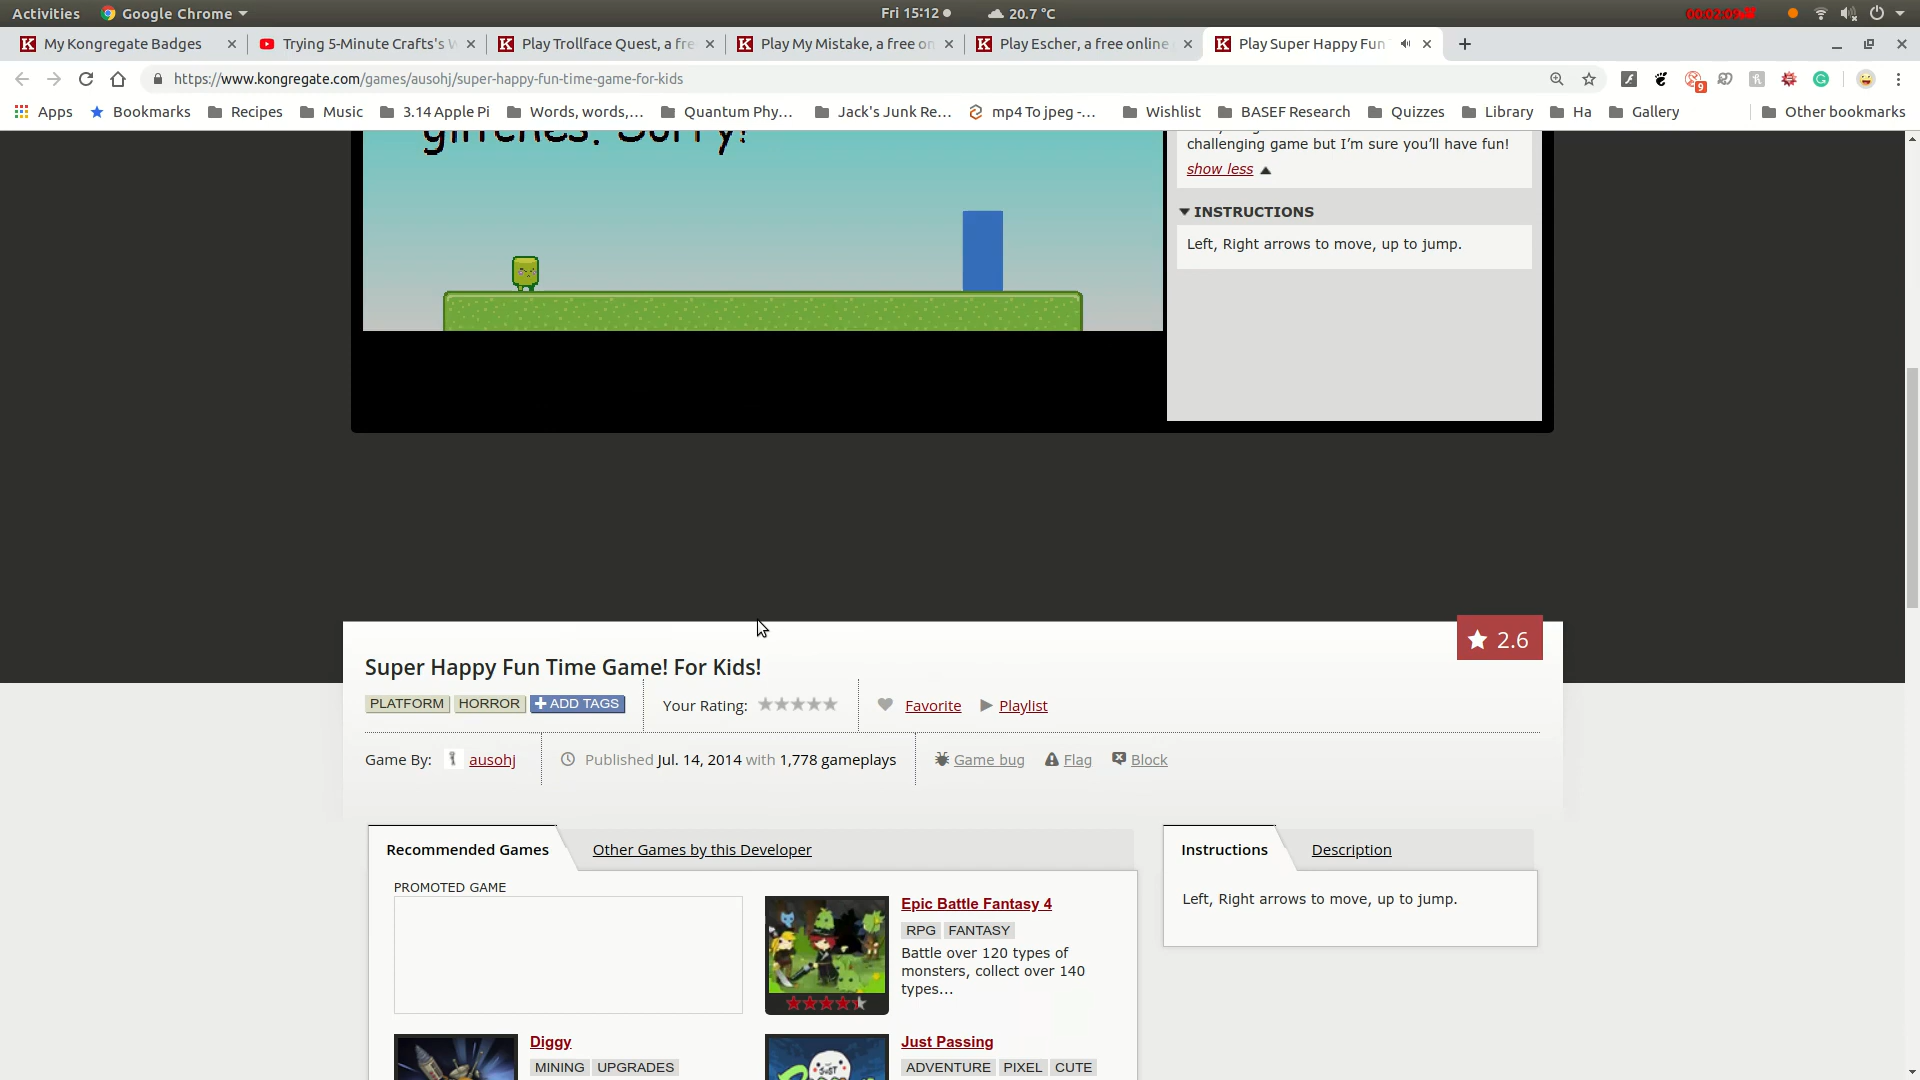 Activities Google Chrome Fri 15:12 20.7 °C
My Kongregate Badges Trying 5-Minute Crafts's Play Trollface Quest, a fre Play My Mistake, a free on Play Escher, a free online Play Super Happy Fun
https://www.kongregate.com/games/ausohj/super-happy-fun-time-game-for-kids 9
Apps Bookmarks Recipes Music 3.14 Apple Pi Words, words,... Quantum Phy... Jack's Junk Re... mp4 To jpeg -... Wishlist BASEF Research Quizzes Library Ha Gallery Other bookmarks
glitches. Sorry!
challenging game but I'm sure you'll have fun!
show less
INSTRUCTIONS
Left, Right arrows to move, up to jump.
2.6
Super Happy Fun Time Game! For Kids!
PLATFORM HORROR ADD TAGS Your Rating: Favorite Playlist
Game By: ausohj Published Jul. 14, 2014 with 1,778 gameplays Game bug Flag Block
Recommended Games Other Games by this Developer
PROMOTED GAME
Epic Battle Fantasy 4
RPG FANTASY
Battle over 120 types of
monsters, collect over 140
types...
Diggy
MINING UPGRADES
JUST
Just Passing
ADVENTURE PIXEL CUTE
Instructions Description
Left, Right arrows to move, up to jump.